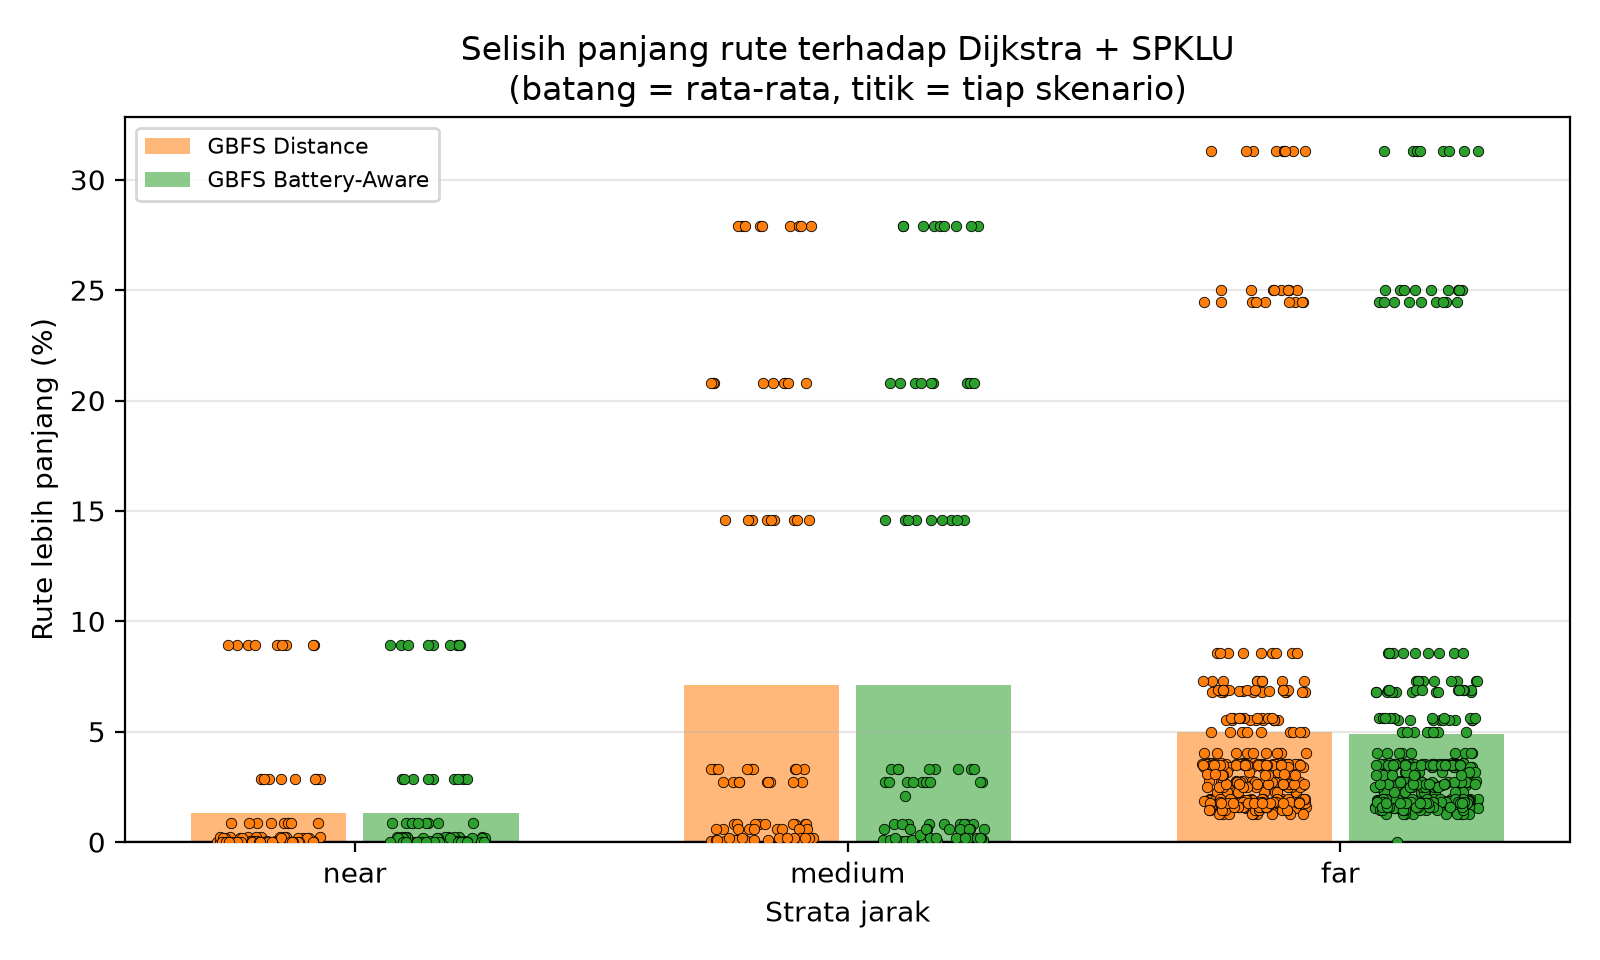 Selisih panjang rute terhadap Dijkstra + SPKLU
(batang = rata-rata, titik = tiap skenario)
GBFS Distance
GBFS Battery-Aware
Rute lebih panjang (%)
30
25
20
15
10
5
0
near
medium
far
Strata jarak